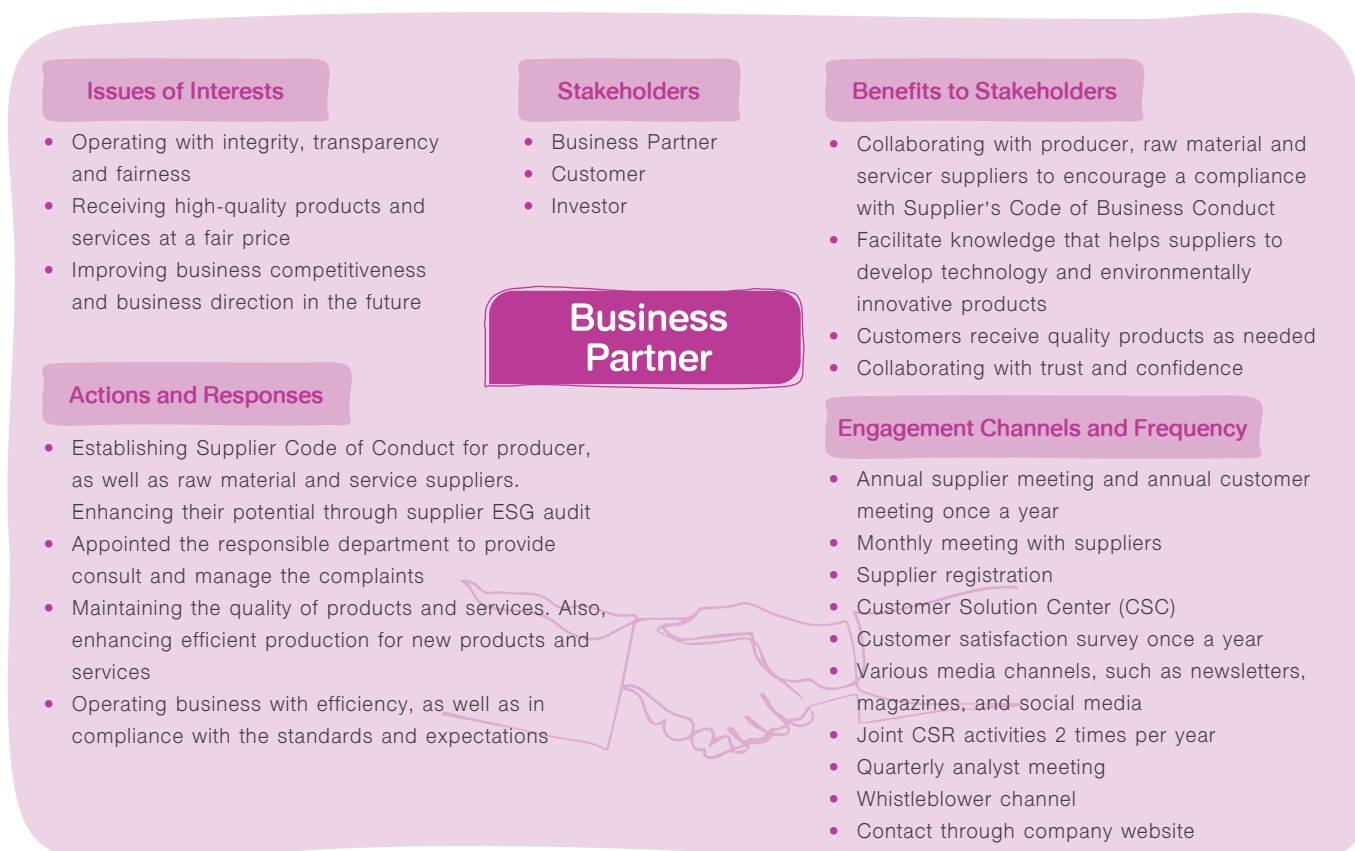 Issues of Interests
• Operating with integrity, transparency
and fairness
• Receiving high-quality products and
services at a fair price
• Improving business competitiveness
and business direction in the future
Stakeholders
• Business Partner
• Customer
• Investor
Benefits to Stakeholders
• Collaborating with producer, raw material and
servicer suppliers to encourage a compliance
with Supplier's Code of Business Conduct
• Facilitate knowledge that helps suppliers to
develop technology and environmentally
innovative products
• Customers receive quality products as needed
• Collaborating with trust and confidence
Business
Partner
Actions and Responses
• Establishing Supplier Code of Conduct for producer,
as well as raw material and service suppliers.
Enhancing their potential through supplier ESG audit
• Appointed the responsible department to provide
consult and manage the complaints
• Maintaining the quality of products and services. Also,
enhancing efficient production for new products and
services
• Operating business with efficiency, as well as in
compliance with the standards and expectations
Engagement Channels and Frequency
• Annual supplier meeting and annual customer
meeting once a year
• Monthly meeting with suppliers
• Supplier registration
• Customer Solution Center (CSC)
• Customer satisfaction survey once a year
• Various media channels, such as newsletters,
magazines, and social media
• Joint CSR activities 2 times per year
• Quarterly analyst meeting
• Whistleblower channel
• Contact through company website